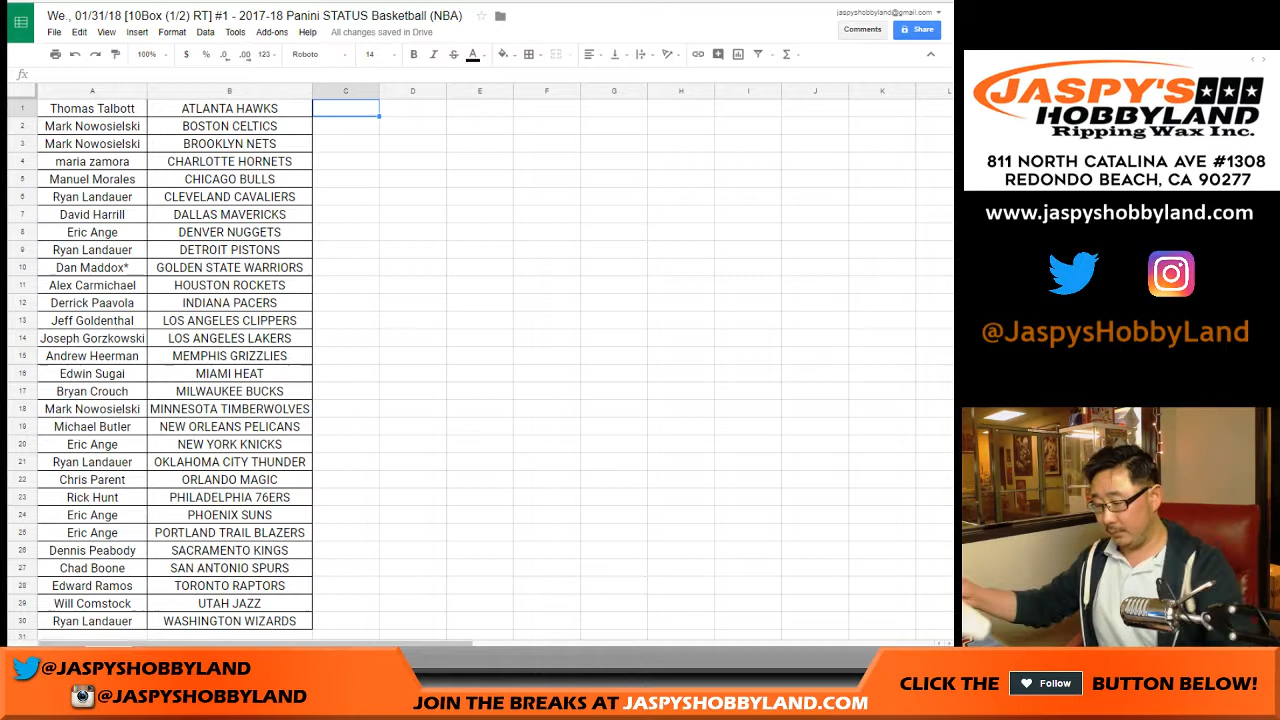 We., 01/31/18 [10Box (1/2) RT] #1 - 2017-18 Panini STATUS Basketball (NBA)
jaspyshobbyland@gmail.com
File Edit View Insert Format Data Tools Add-ons Help All changes saved in Drive
Comments
Share
100% $ % .0 .00 123 Roboto 14 B I S A
fx
A B C D E F G H I J K L
1 Thomas Talbott ATLANTA HAWKS
2 Mark Nowosielski BOSTON CELTICS
3 Mark Nowosielski BROOKLYN NETS
4 maria zamora CHARLOTTE HORNETS
5 Manuel Morales CHICAGO BULLS
6 Ryan Landauer CLEVELAND CAVALIERS
7 David Harrill DALLAS MAVERICKS
8 Eric Ange DENVER NUGGETS
9 Ryan Landauer DETROIT PISTONS
10 Dan Maddox* GOLDEN STATE WARRIORS
11 Alex Carmichael HOUSTON ROCKETS
12 Derrick Paavola INDIANA PACERS
13 Jeff Goldenthal LOS ANGELES CLIPPERS
14 Joseph Gorzkowski LOS ANGELES LAKERS
15 Andrew Heerman MEMPHIS GRIZZLIES
16 Edwin Sugai MIAMI HEAT
17 Bryan Crouch MILWAUKEE BUCKS
18 Mark Nowosielski MINNESOTA TIMBERWOLVES
19 Michael Butler NEW ORLEANS PELICANS
20 Eric Ange NEW YORK KNICKS
21 Ryan Landauer OKLAHOMA CITY THUNDER
22 Chris Parent ORLANDO MAGIC
23 Rick Hunt PHILADELPHIA 76ERS
24 Eric Ange PHOENIX SUNS
25 Eric Ange PORTLAND TRAIL BLAZERS
26 Dennis Peabody SACRAMENTO KINGS
27 Chad Boone SAN ANTONIO SPURS
28 Edward Ramos TORONTO RAPTORS
29 Will Comstock UTAH JAZZ
30 Ryan Landauer WASHINGTON WIZARDS
31
JASPY'S
HOBBYLAND
Ripping Wax Inc.
811 NORTH CATALINA AVE #1308
REDONDO BEACH, CA 90277
www.jaspyshobbyland.com
@JaspysHobbyLand
@JASPYSHOBBYLAND
@JASPYSHOBBYLAND
JOIN THE BREAKS AT JASPYSHOBBYLAND.COM
CLICK THE Follow BUTTON BELOW!